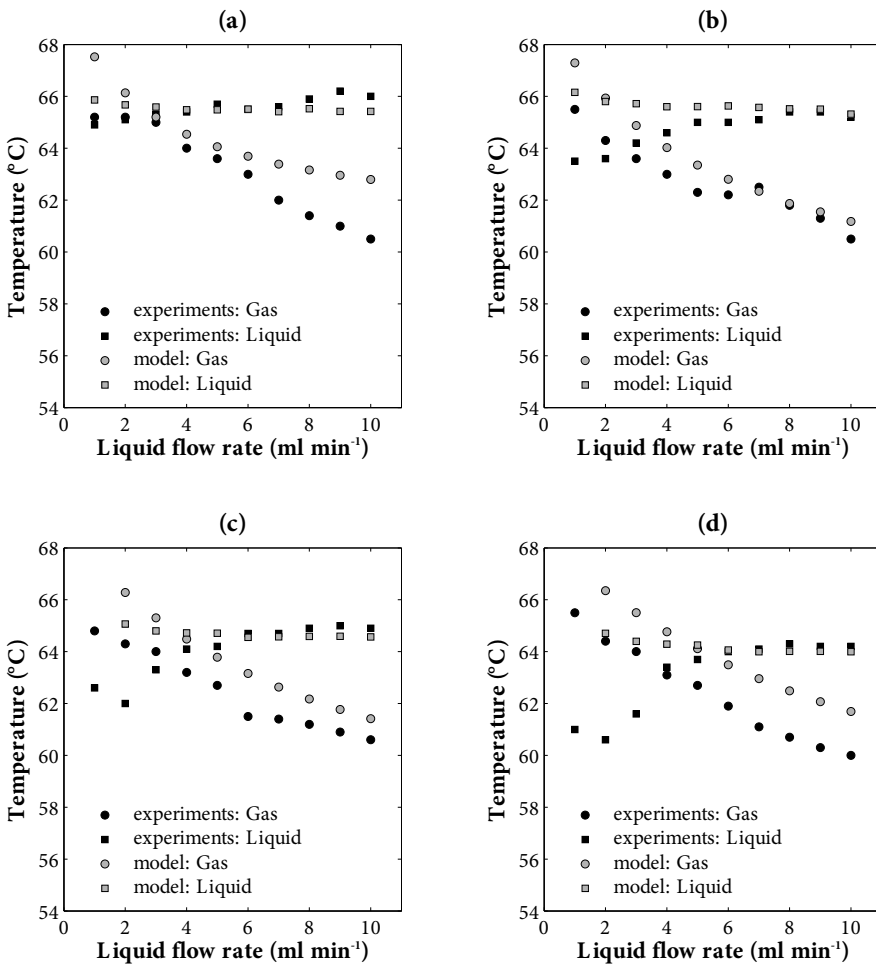 (a)
68
66
64
62
60
58
56
54
0 2 4 6 8 10
Temperature (°C)
Liquid flow rate (ml min⁻¹)
experiments: Gas
experiments: Liquid
model: Gas
model: Liquid
(b)
68
66
64
62
60
58
56
54
0 2 4 6 8 10
Temperature (°C)
Liquid flow rate (ml min⁻¹)
experiments: Gas
experiments: Liquid
model: Gas
model: Liquid
(c)
68
66
64
62
60
58
56
54
0 2 4 6 8 10
Temperature (°C)
Liquid flow rate (ml min⁻¹)
experiments: Gas
experiments: Liquid
model: Gas
model: Liquid
(d)
68
66
64
62
60
58
56
54
0 2 4 6 8 10
Temperature (°C)
Liquid flow rate (ml min⁻¹)
experiments: Gas
experiments: Liquid
model: Gas
model: Liquid